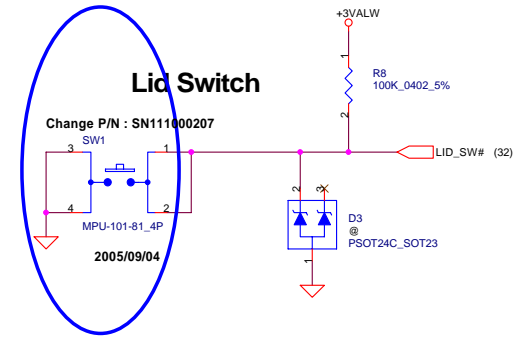 +3VALW
1
R8
100K_0402_5%
2
Lid Switch
Change P/N : SN111000207
SW1
3
1
4
2
MPU-101-81_4P
2005/09/04
LID_SW# (32)
2
3
D3
@
PSOT24C_SOT23
1